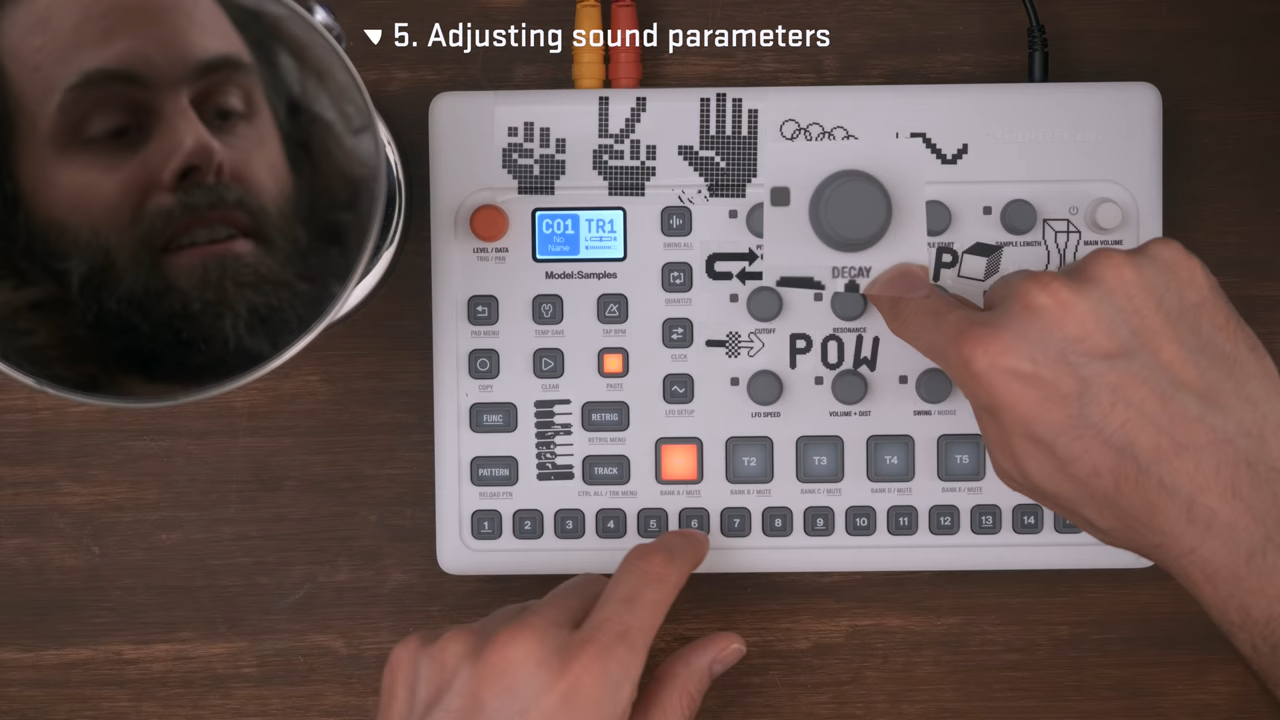 5. Adjusting sound parameters
LEVEL / DATA
TRIG / PAN
C01 TR1
No
Name
Model:Samples
SWING ALL
SAMPLE LENGTH
MAIN VOLUME
DECAY
P
PAD MENU
TEMP SAVE
TAP BPM
QUANTIZE
CUTOFF
RESONANCE
POW
COPY
CLEAR
PASTE
CLICK
FUNC
RETRIG
RETRIG MENU
LFO SETUP
LFO SPEED
VOLUME + DIST
SWING / NUDGE
PATTERN
RELOAD PTN
TRACK
CTRL ALL / TRK MENU
T2 T3 T4 T5
BANK A / MUTE BANK B / MUTE BANK C / MUTE BANK D / MUTE BANK E / MUTE
1 2 3 4 5 6 7 8 9 10 11 12 13 14